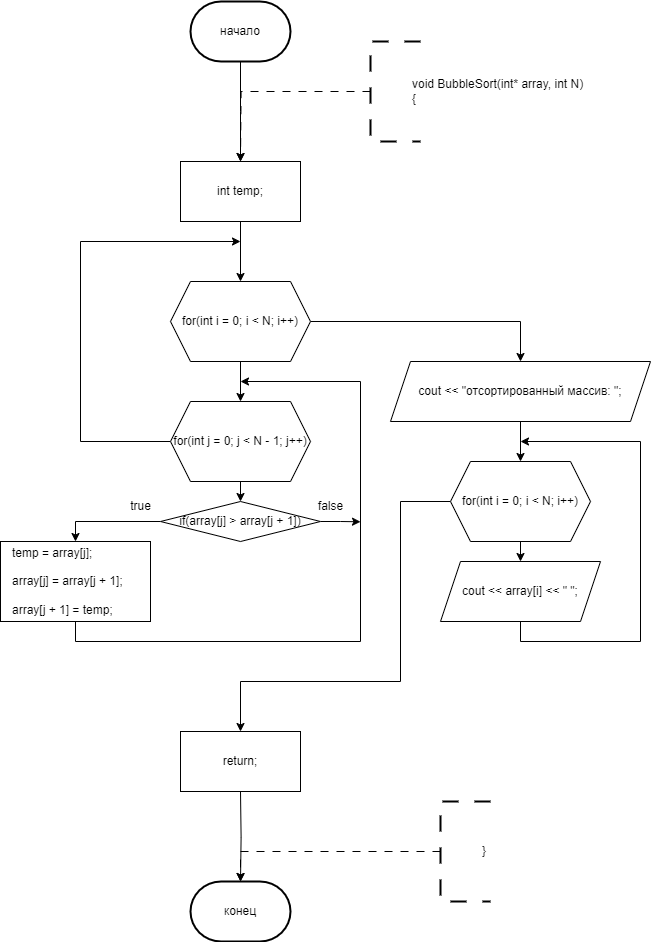 начало
void BubbleSort(int* array, int N)
{
int temp;
for(int i = 0; i < N; i++)
cout << "отсортированный массив: ";
for(int j = 0; j < N - 1; j++)
for(int i = 0; i < N; i++)
true
false
if(array[j] > array[j + 1])
temp = array[j];
array[j] = array[j + 1];
array[j + 1] = temp;
cout << array[i] << " ";
return;
}
конец